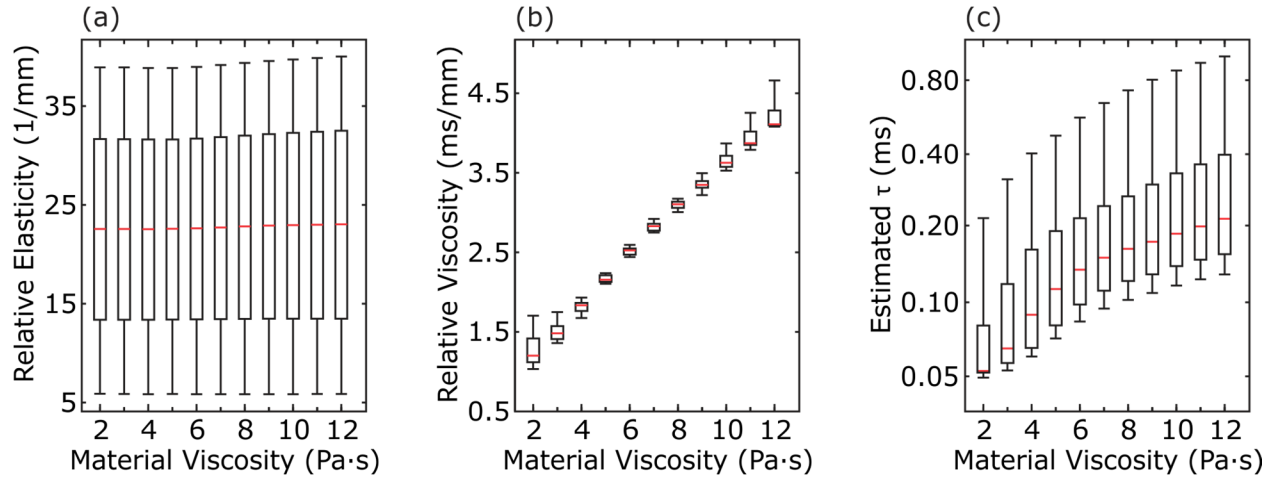 (a)
Relative Elasticity (1/mm)
35
25
15
5
2 4 6 8 10 12
Material Viscosity (Pa·s)
(b)
Relative Viscosity (ms/mm)
4.5
3.5
2.5
1.5
0.5
2 4 6 8 10 12
Material Viscosity (Pa·s)
(c)
Estimated τ (ms)
0.80
0.40
0.20
0.10
0.05
2 4 6 8 10 12
Material Viscosity (Pa·s)